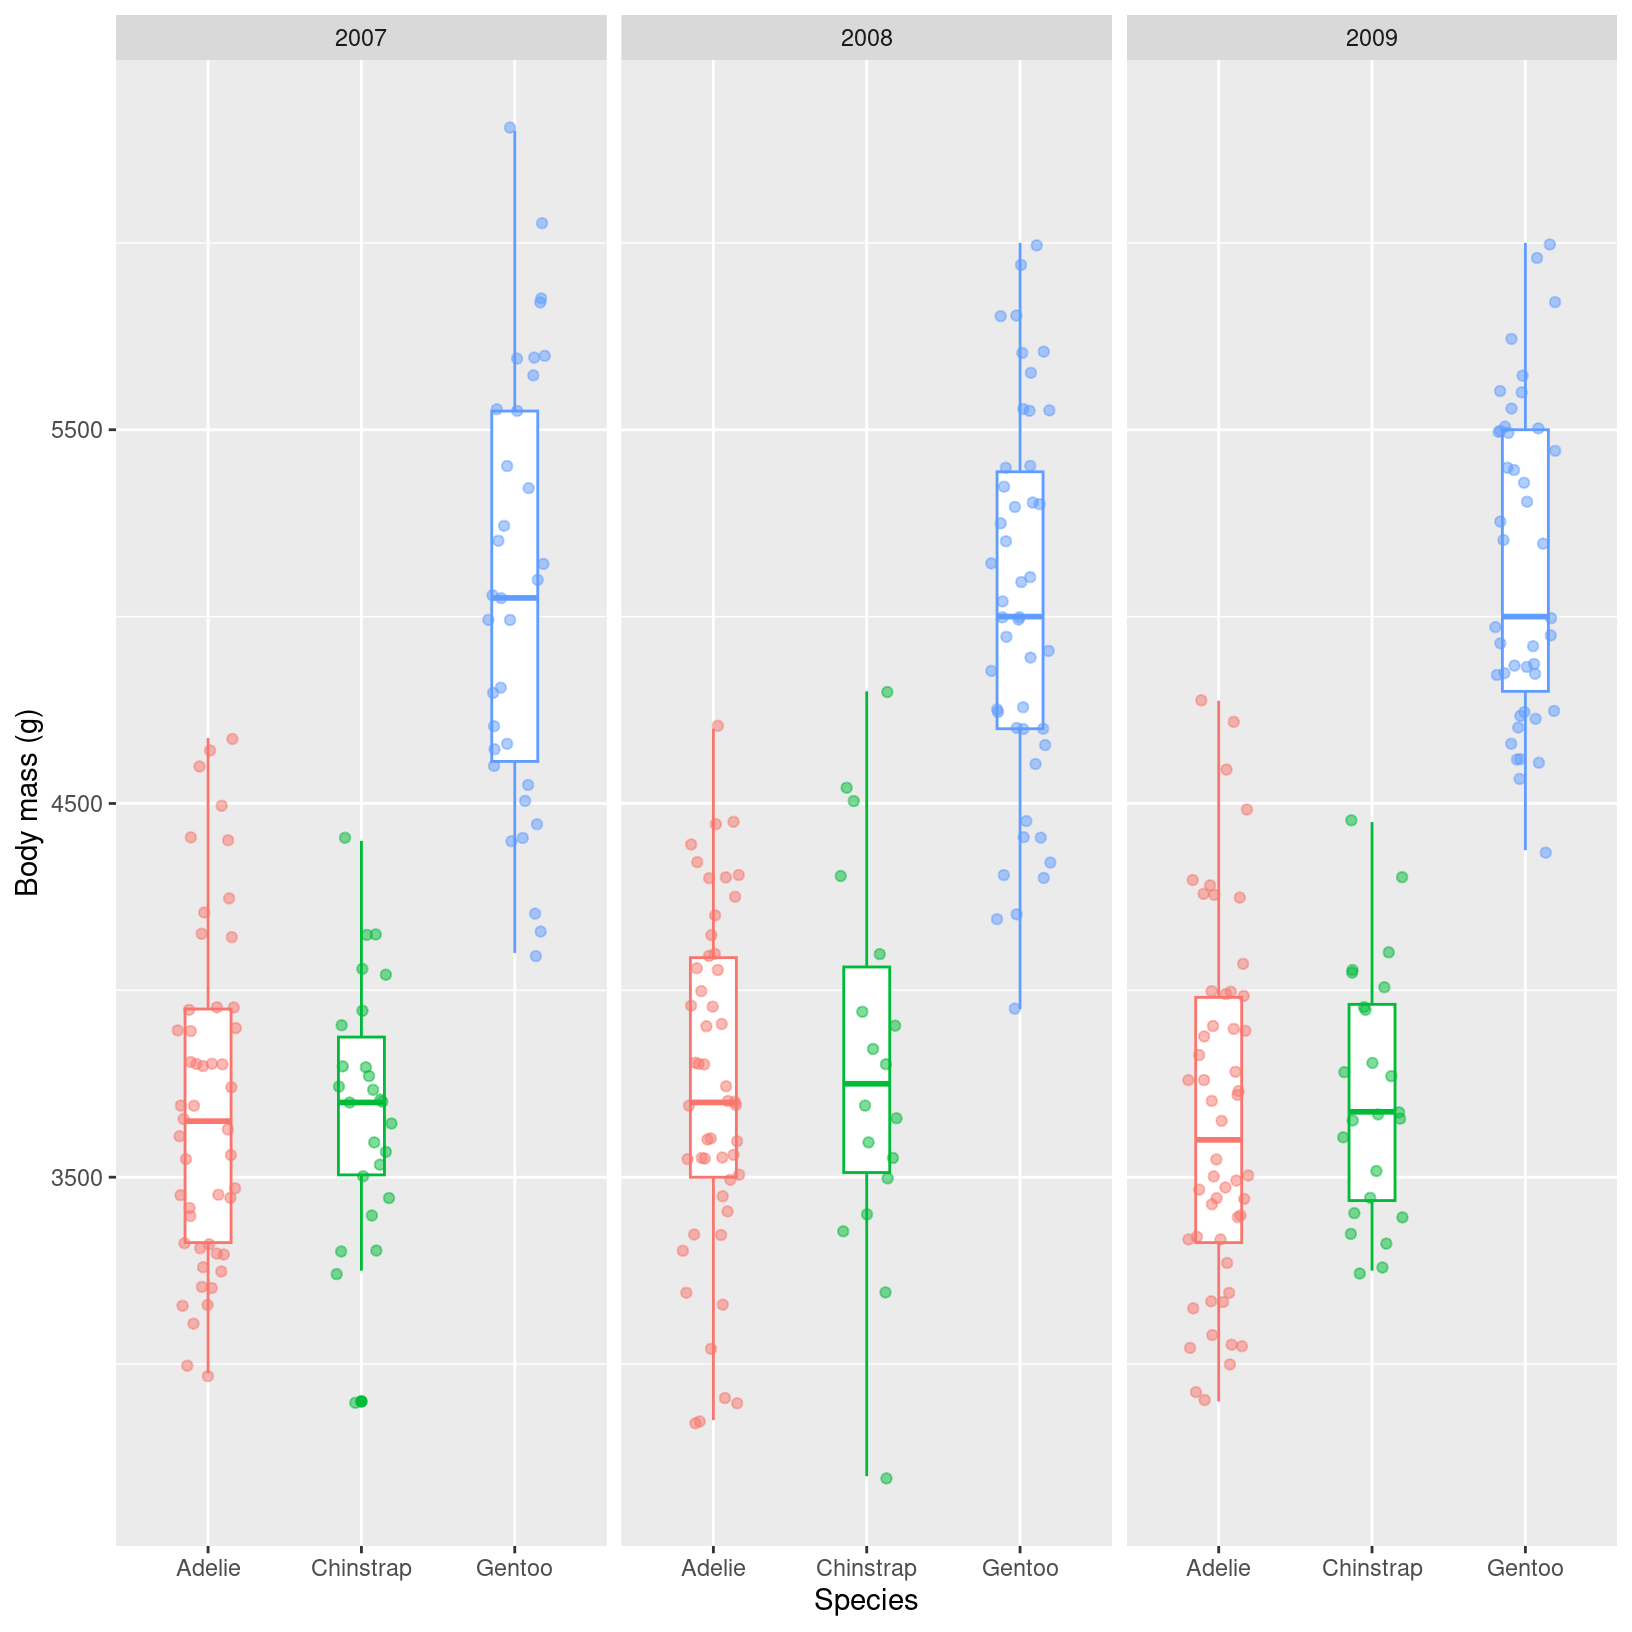 2007
2008
2009
Body mass (g)
5500
4500
3500
Adelie
Chinstrap
Gentoo
Adelie
Chinstrap
Gentoo
Adelie
Chinstrap
Gentoo
Species